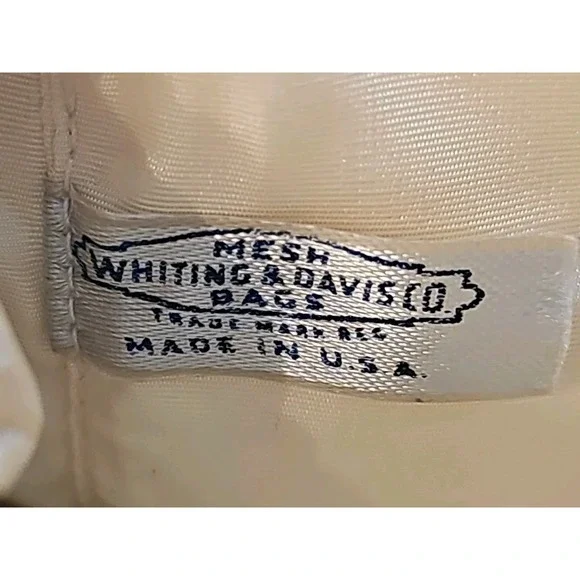 MESH
WHITING & DAVIS CO.
BAGS
TRADE MARK REG
MADE IN U.S.A.